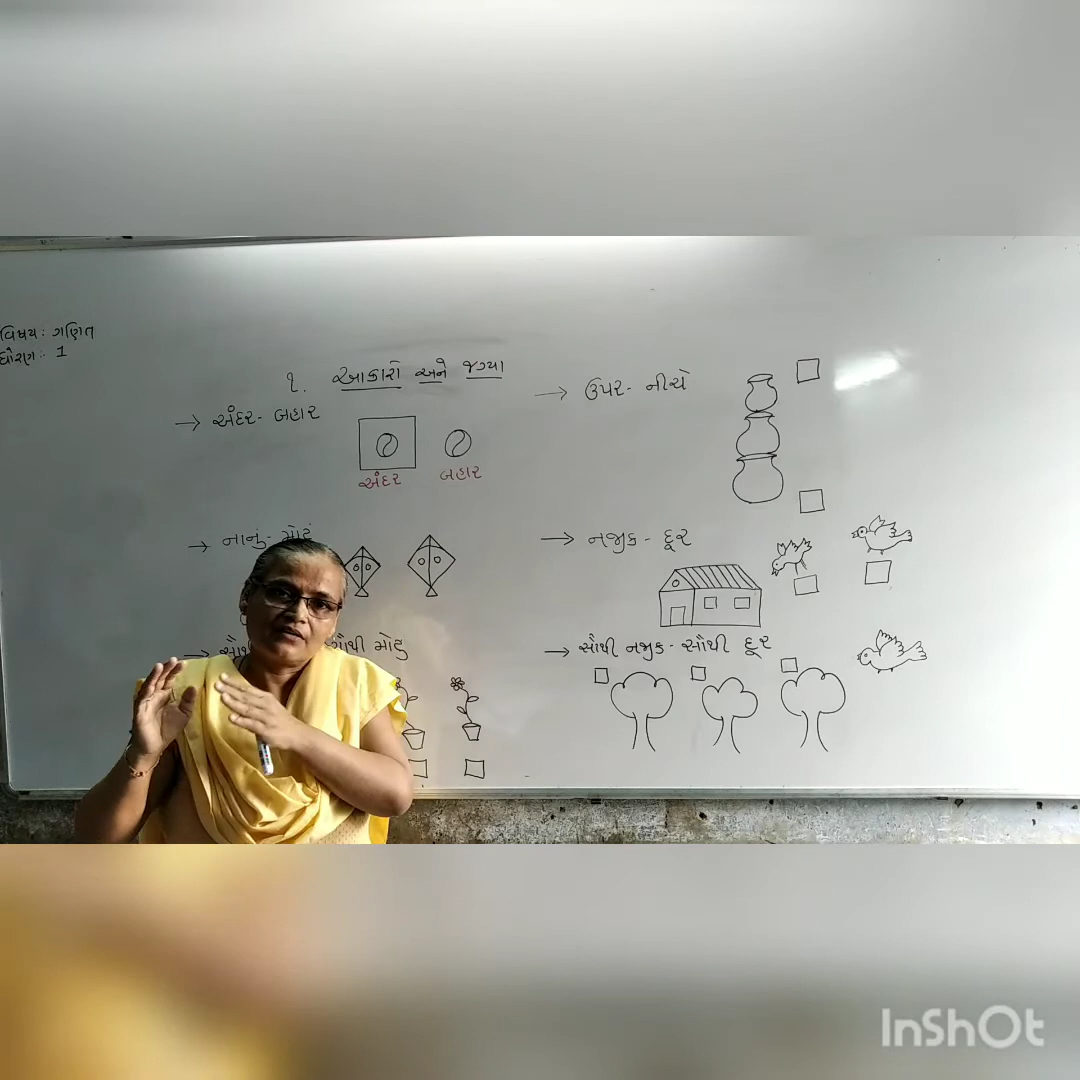 વિષય: ગણિત
ધોરણ: 1
૧. આકારો અને જગ્યા
→ અંદર - બહાર
અંદર બહાર
→ નાનું - મોટું
→ મોટુ
→ ઉપર - નીચે
→ નજીક - દૂર
→ સૌથી નજીક - સૌથી દૂર
InShOt